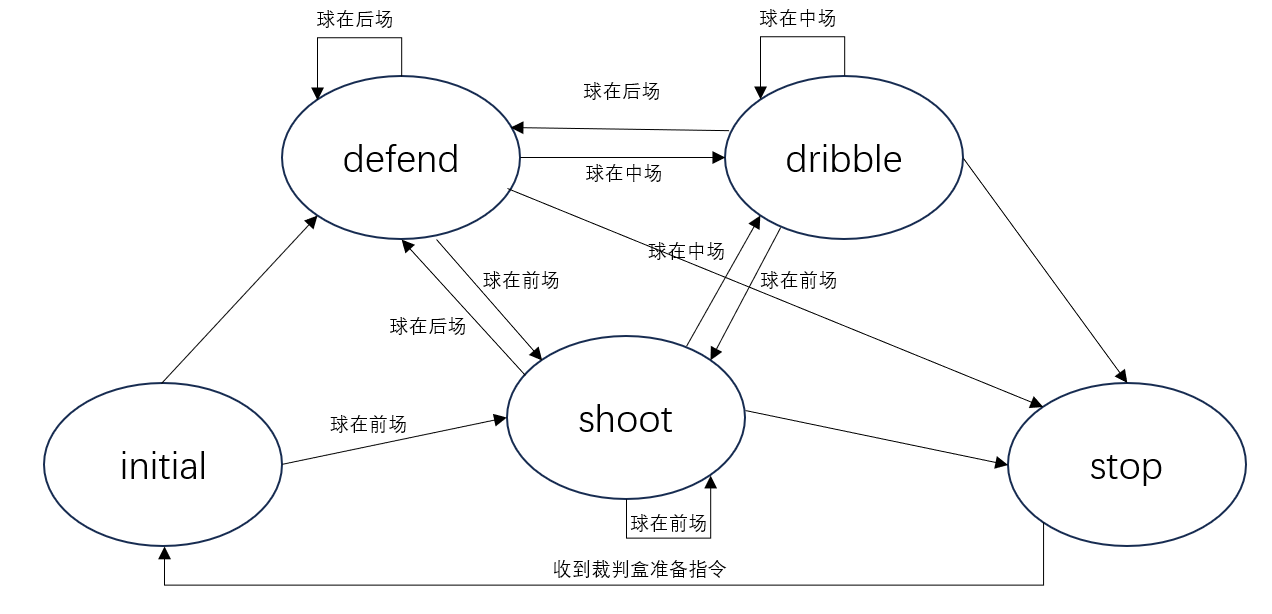 球在后场
球在中场
球在后场
defend
dribble
球在中场
球在中场
球在前场
球在前场
球在后场
球在前场
shoot
initial
stop
球在前场
收到裁判盒准备指令